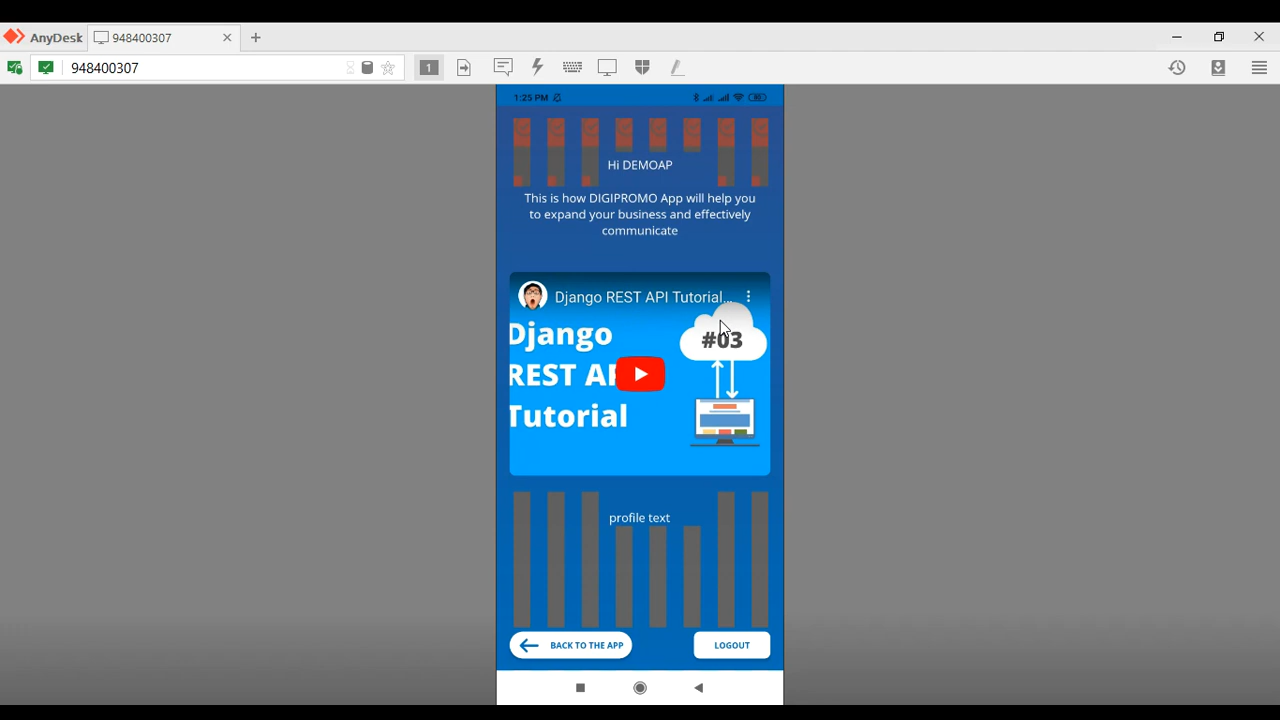 AnyDesk
948400307
948400307
1
1:25 PM
Hi DEMOAP
This is how DIGIPROMO App will help you
to expand your business and effectively
communicate
Django REST API Tutorial...
Django
REST AP
Tutorial
#03
profile text
BACK TO THE APP
LOGOUT